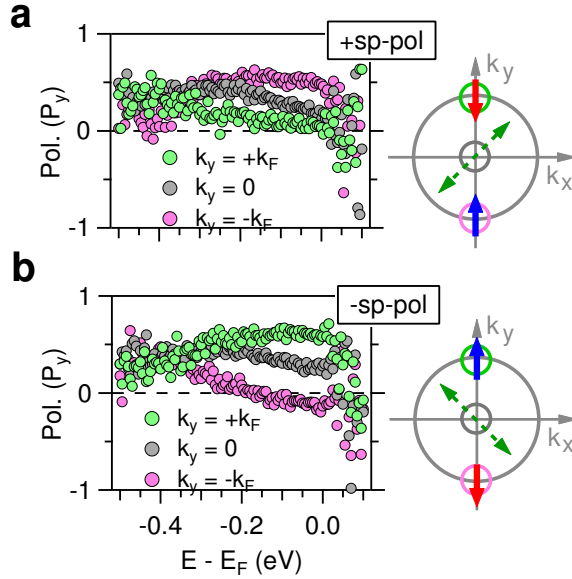 a
+sp-pol
1
0
-1
Pol. (Py)
ky = +kF
ky = 0
ky = -kF
ky
kx
b
-sp-pol
1
0
-1
Pol. (Py)
ky = +kF
ky = 0
ky = -kF
ky
kx
-0.4 -0.2 0.0
E - EF (eV)